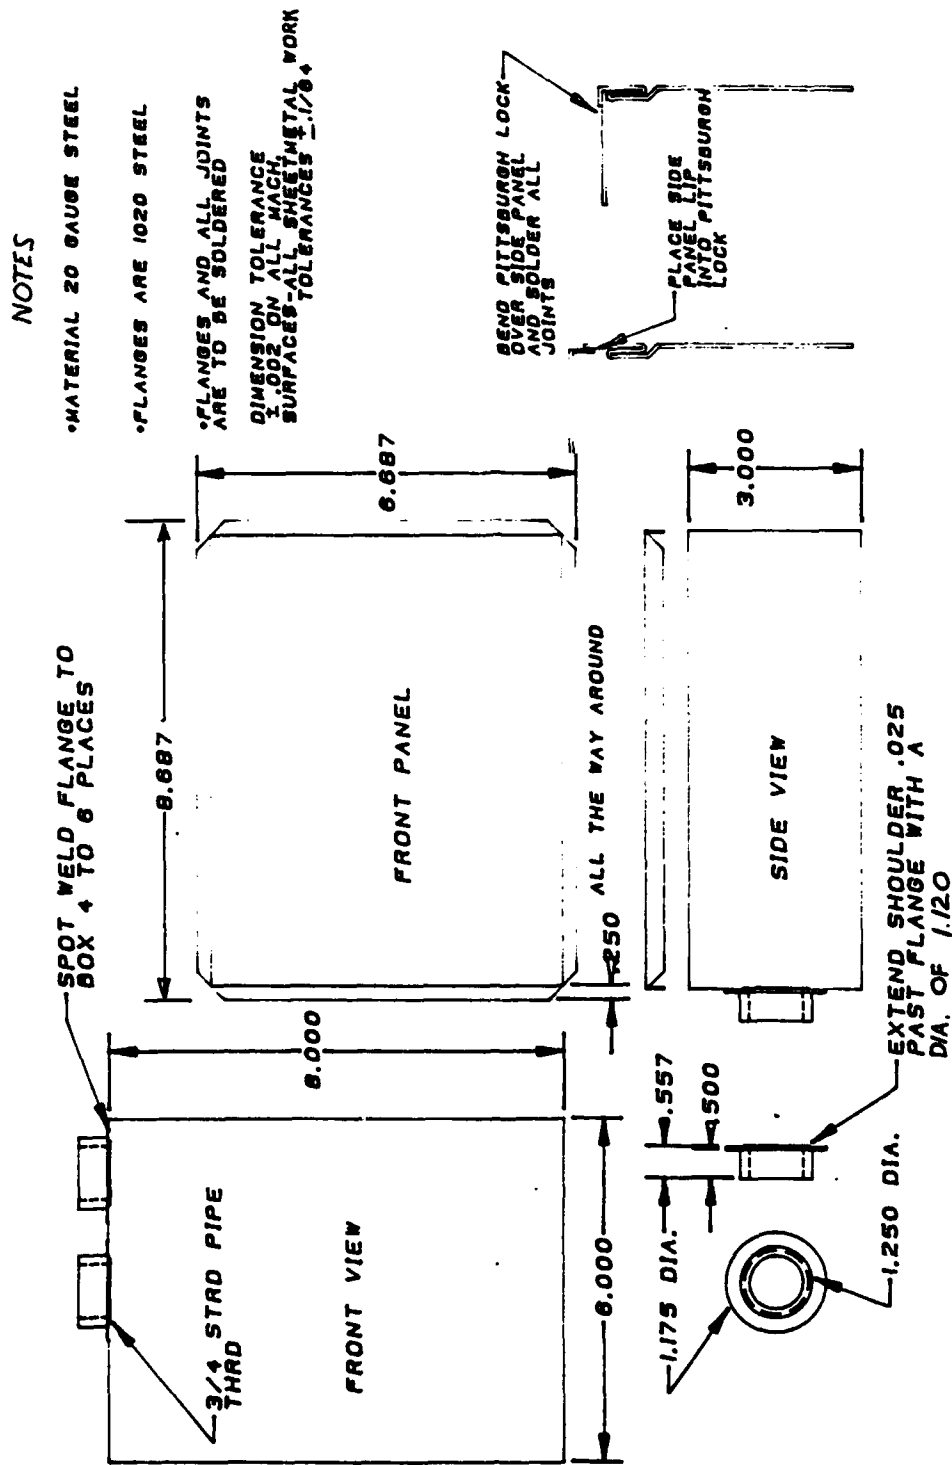 NOTES
•MATERIAL 20 GAUGE STEEL
•FLANGES ARE 1020 STEEL
•FLANGES AND ALL JOINTS
ARE TO BE SOLDERED
DIMENSION TOLERANCE
± .002 ON ALL MACH.
SURFACES-ALL SHEETMETAL WORK
TOLERANCES ± 1/64
SPOT WELD FLANGE TO
BOX 4 TO 6 PLACES
8.687
6.687
FRONT PANEL
.250 ALL THE WAY AROUND
BEND PITTSBURGH LOCK
OVER SIDE PANEL
AND SOLDER ALL
JOINTS
PLACE SIDE
PANEL LIP
INTO PITTSBURGH
LOCK
3/4 STRD PIPE
THRD
FRONT VIEW
8.000
6.000
SIDE VIEW
3.000
1.175 DIA.
.557
.500
1.250 DIA.
EXTEND SHOULDER .025
PAST FLANGE WITH A
DIA. OF 1.120